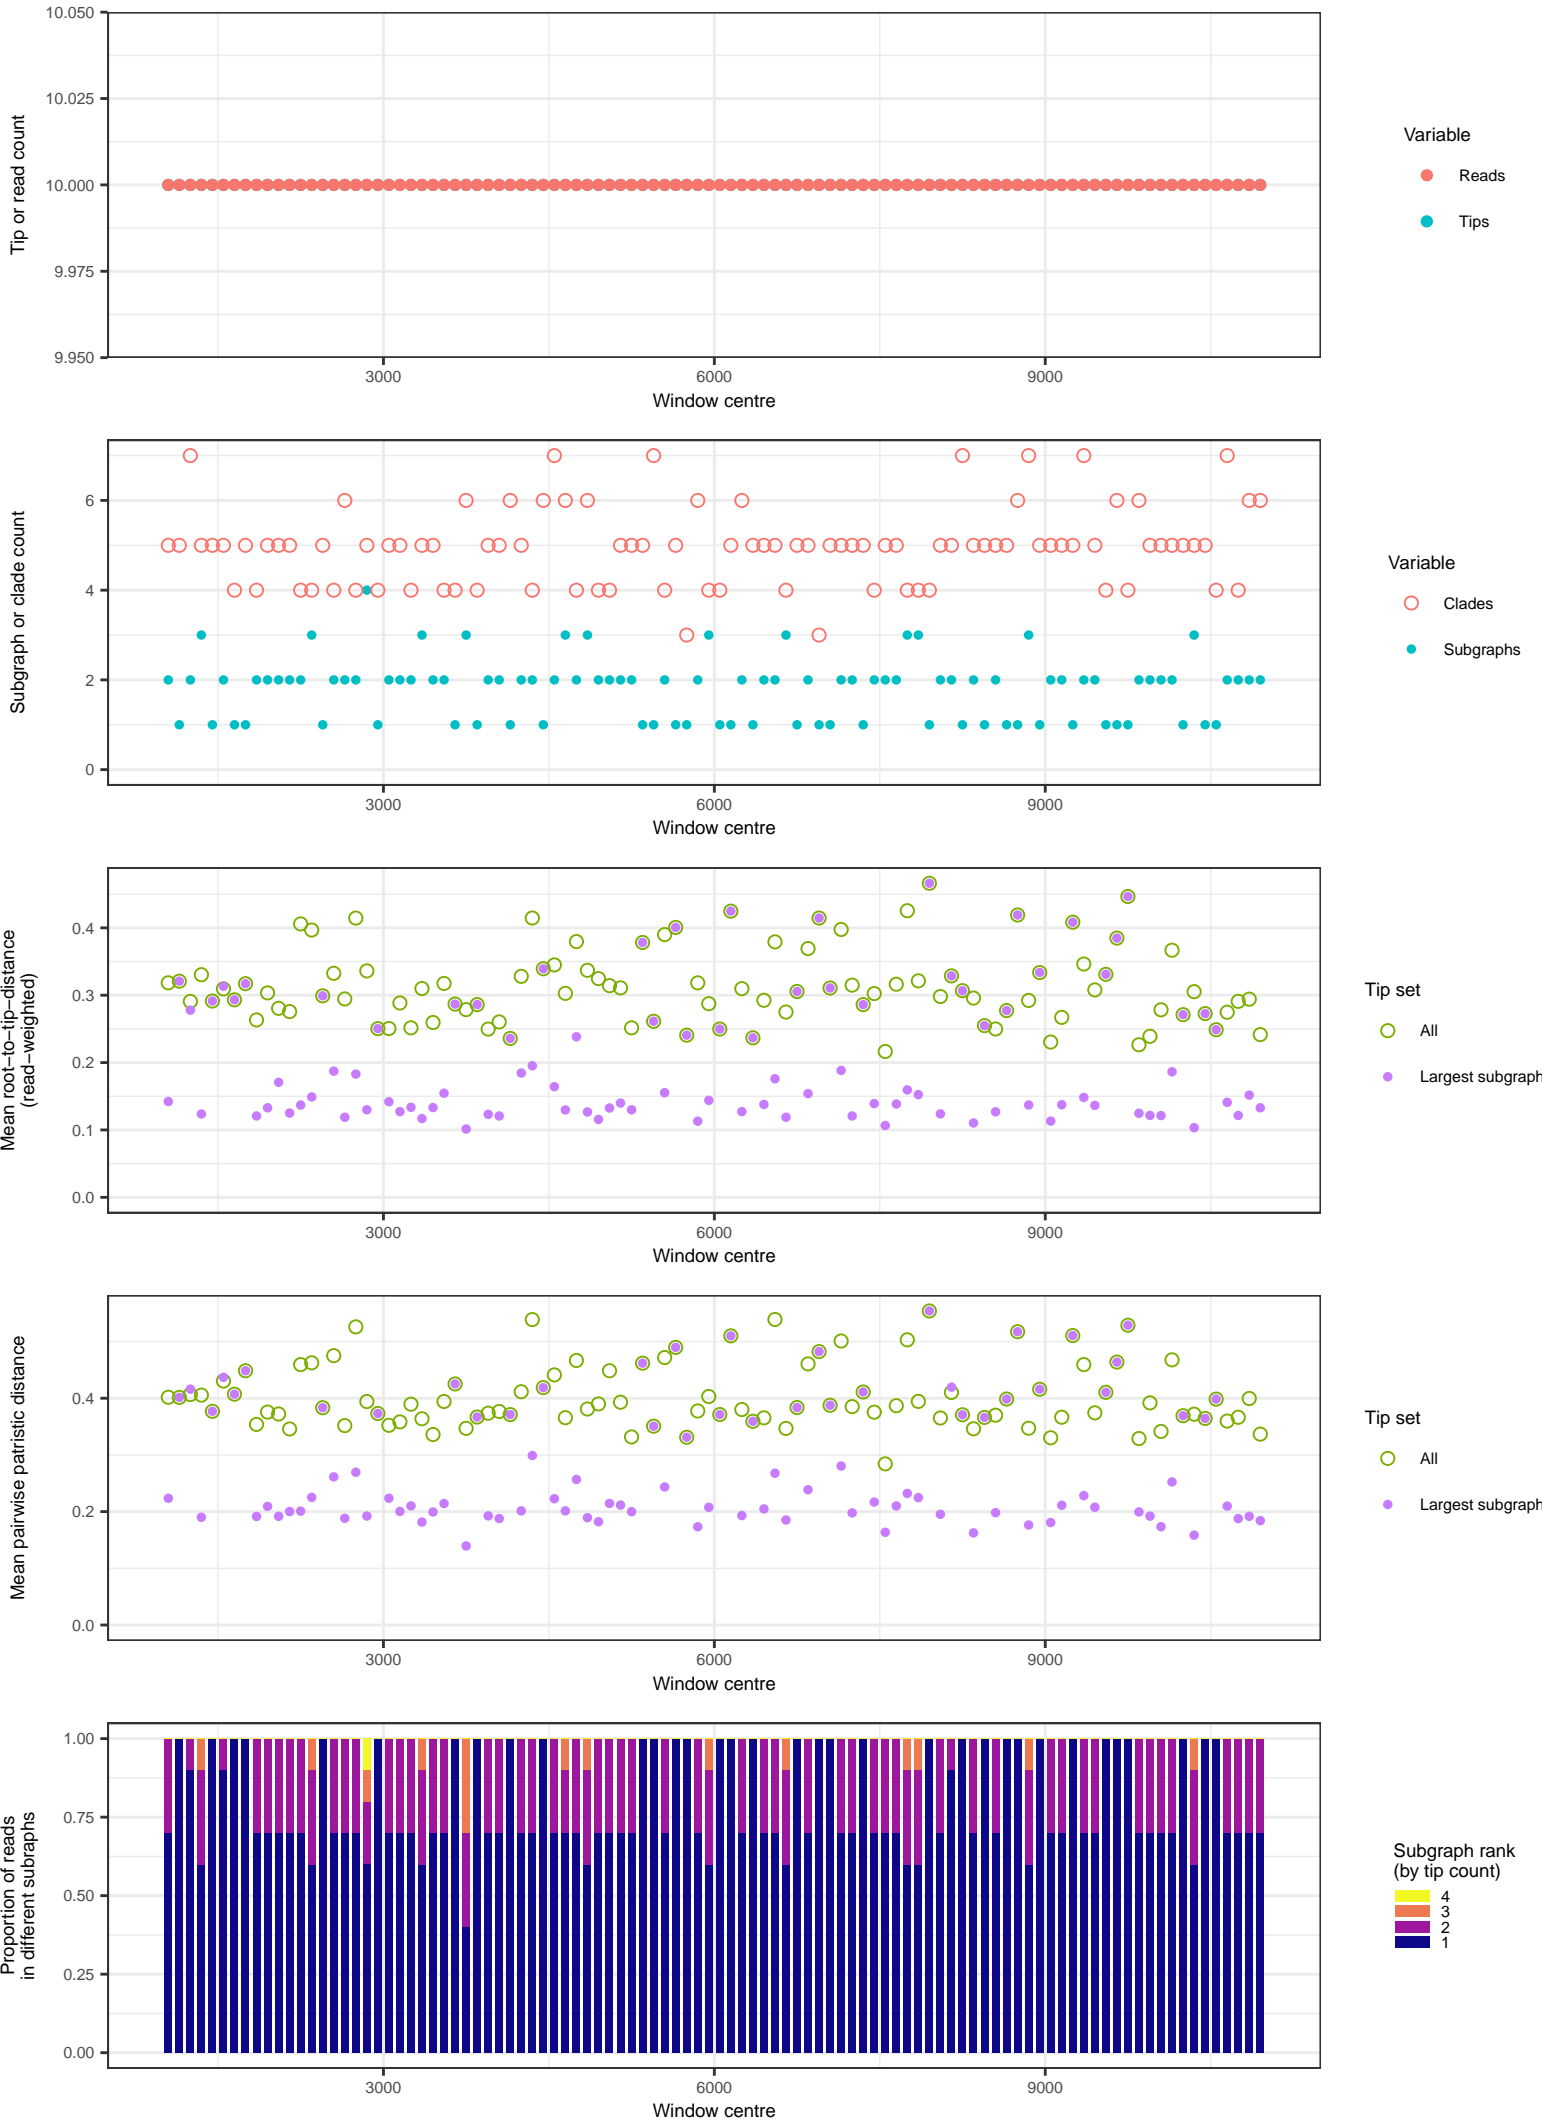 10.050
10.025
10.000
9.975
9.950
Tip or read count
3000
6000
9000
Window centre
Variable
Reads
Tips
6
4
2
0
Subgraph or clade count
3000
6000
9000
Window centre
Variable
Clades
Subgraphs
0.4
0.3
0.2
0.1
0.0
Mean root−to−tip−distance
(read−weighted)
3000
6000
9000
Window centre
Tip set
All
Largest subgraph
0.4
0.2
0.0
Mean pairwise patristic distance
3000
6000
9000
Window centre
Tip set
All
Largest subgraph
1.00
0.75
0.50
0.25
0.00
Proportion of reads
in different subraphs
3000
6000
9000
Window centre
Subgraph rank
(by tip count)
4
3
2
1